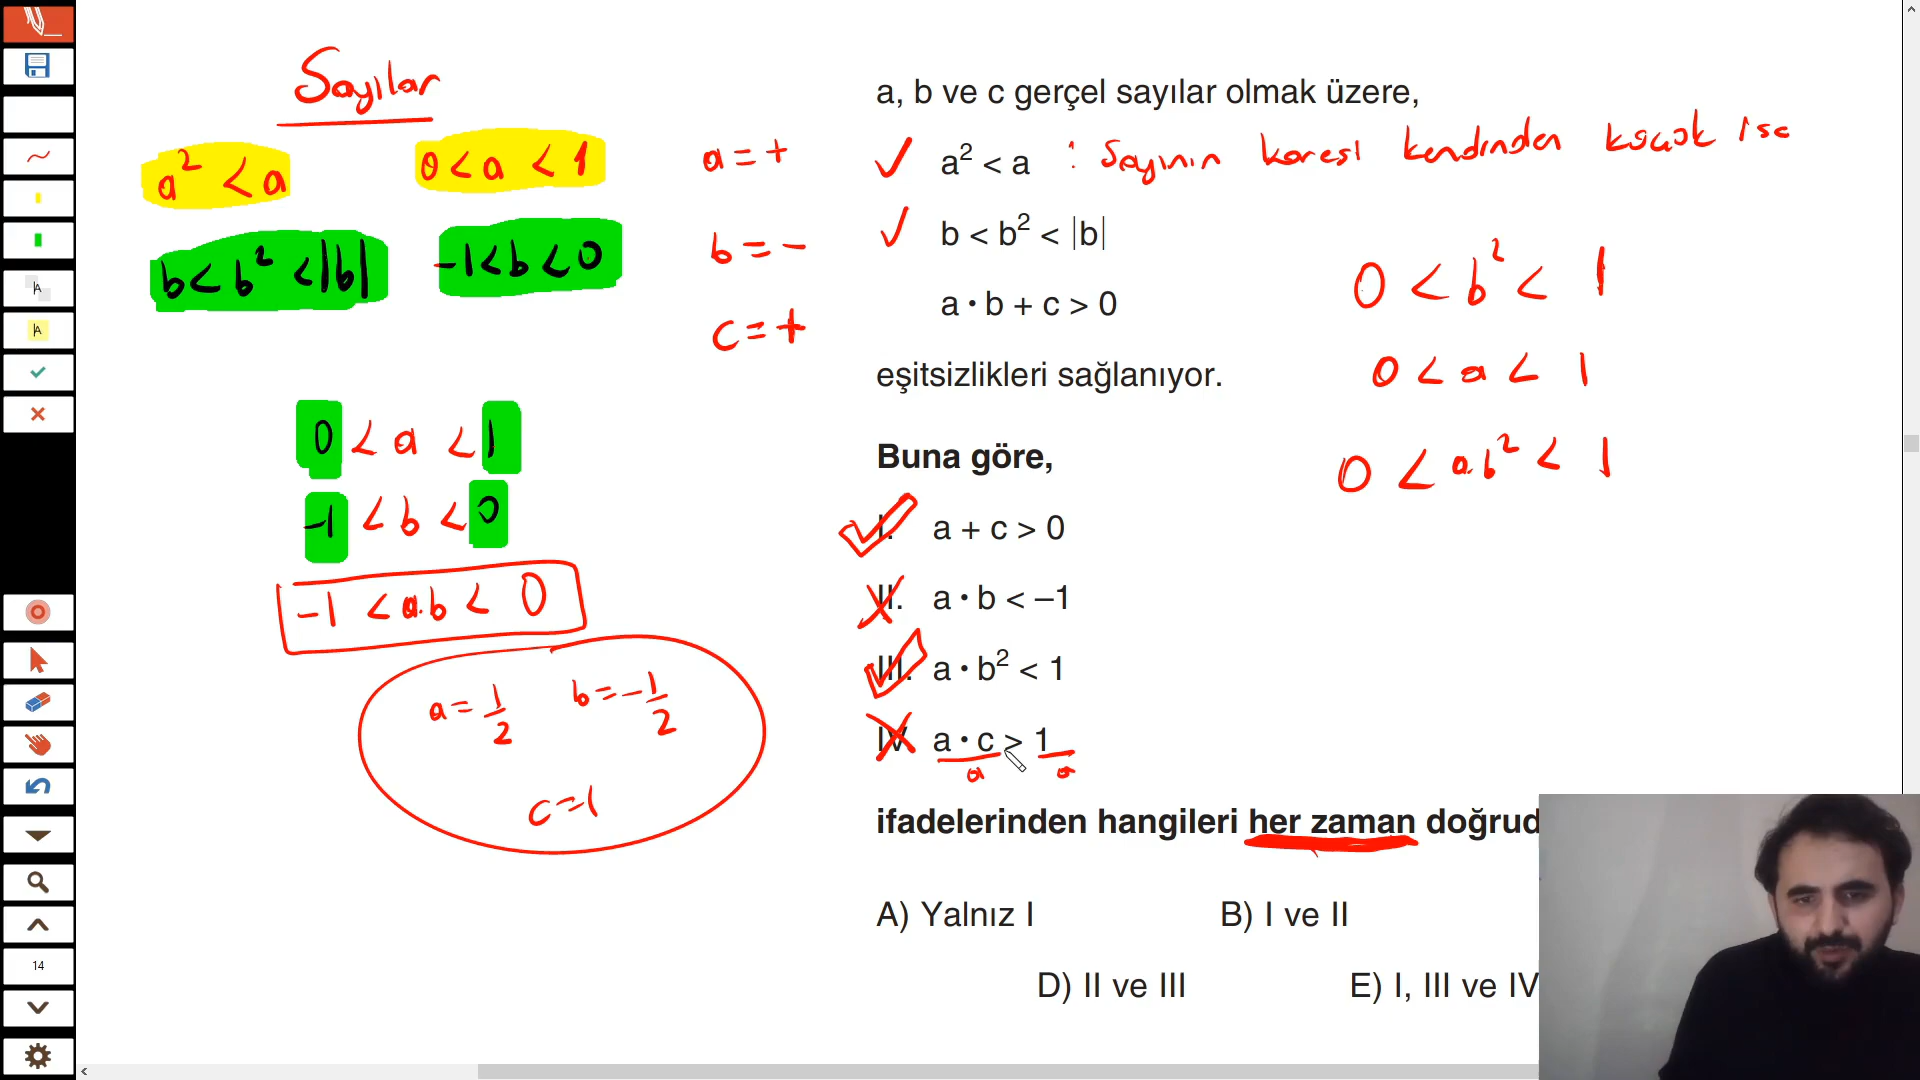 Sayılar
a² < a
0 < a < 1
b < b² < |b|
-1 < b < 0
a = +
b = -
c = +
0 < a < 1
-1 < b < 0
-1 < a.b < 0
a = 1/2
b = -1/2
c = 1
a, b ve c gerçel sayılar olmak üzere,
a² < a : Sayının karesi kendinden küçük ise
b < b² < |b|
a · b + c > 0
eşitsizlikleri sağlanıyor.
0 < b² < 1
0 < a < 1
0 < a.b² < 1
Buna göre,
I. a + c > 0
II. a · b < –1
III. a · b² < 1
IV. a · c > 1
a a
ifadelerinden hangileri her zaman doğrud
A) Yalnız I
B) I ve II
D) II ve III
E) I, III ve IV
14